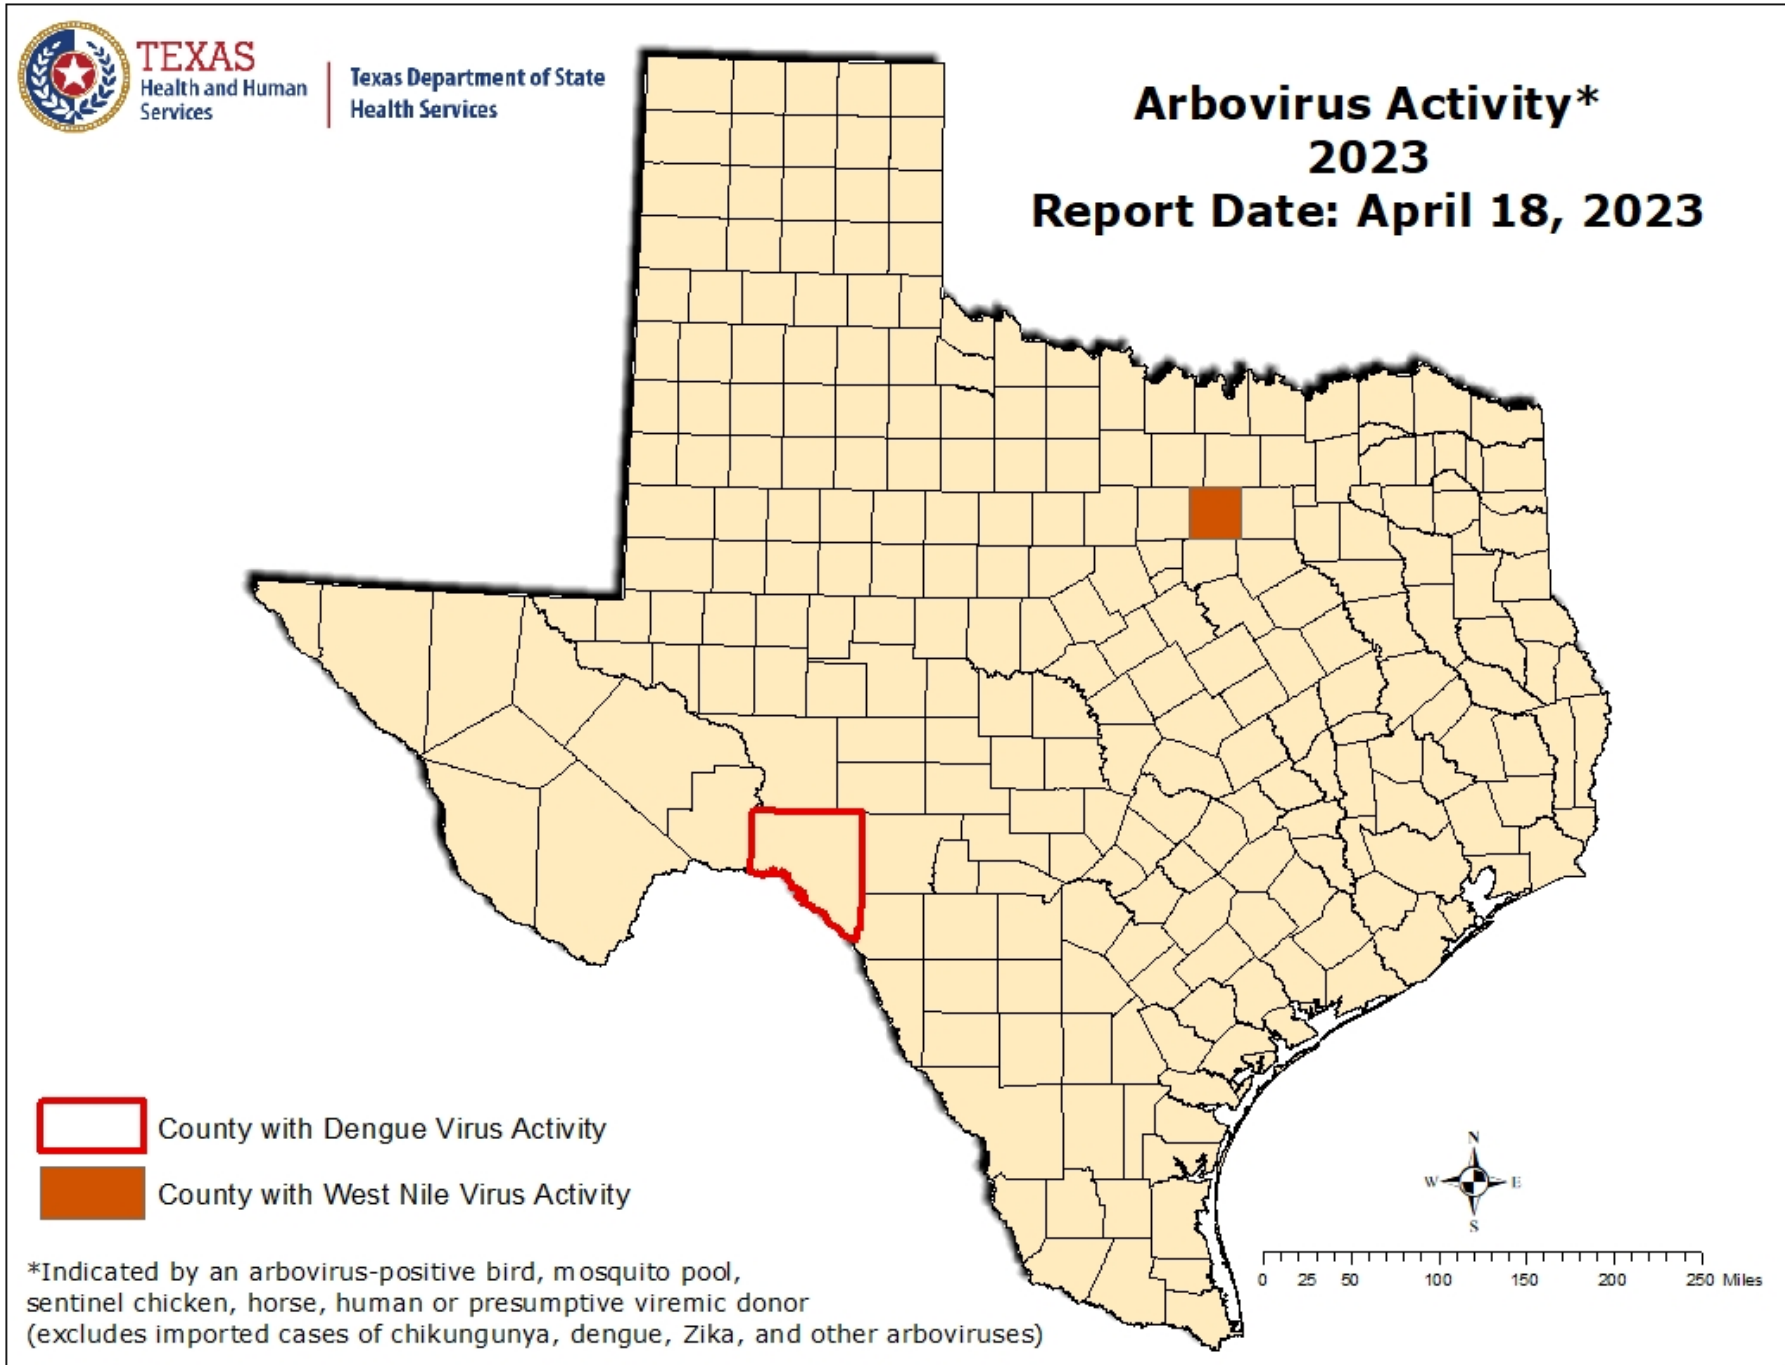 TEXAS
Health and Human
Services
Texas Department of State
Health Services
Arbovirus Activity*
2023
Report Date: April 18, 2023
County with Dengue Virus Activity
County with West Nile Virus Activity
*Indicated by an arbovirus-positive bird, mosquito pool,
sentinel chicken, horse, human or presumptive viremic donor
(excludes imported cases of chikungunya, dengue, Zika, and other arboviruses)
N
W E
S
0 25 50 100 150 200 250 Miles